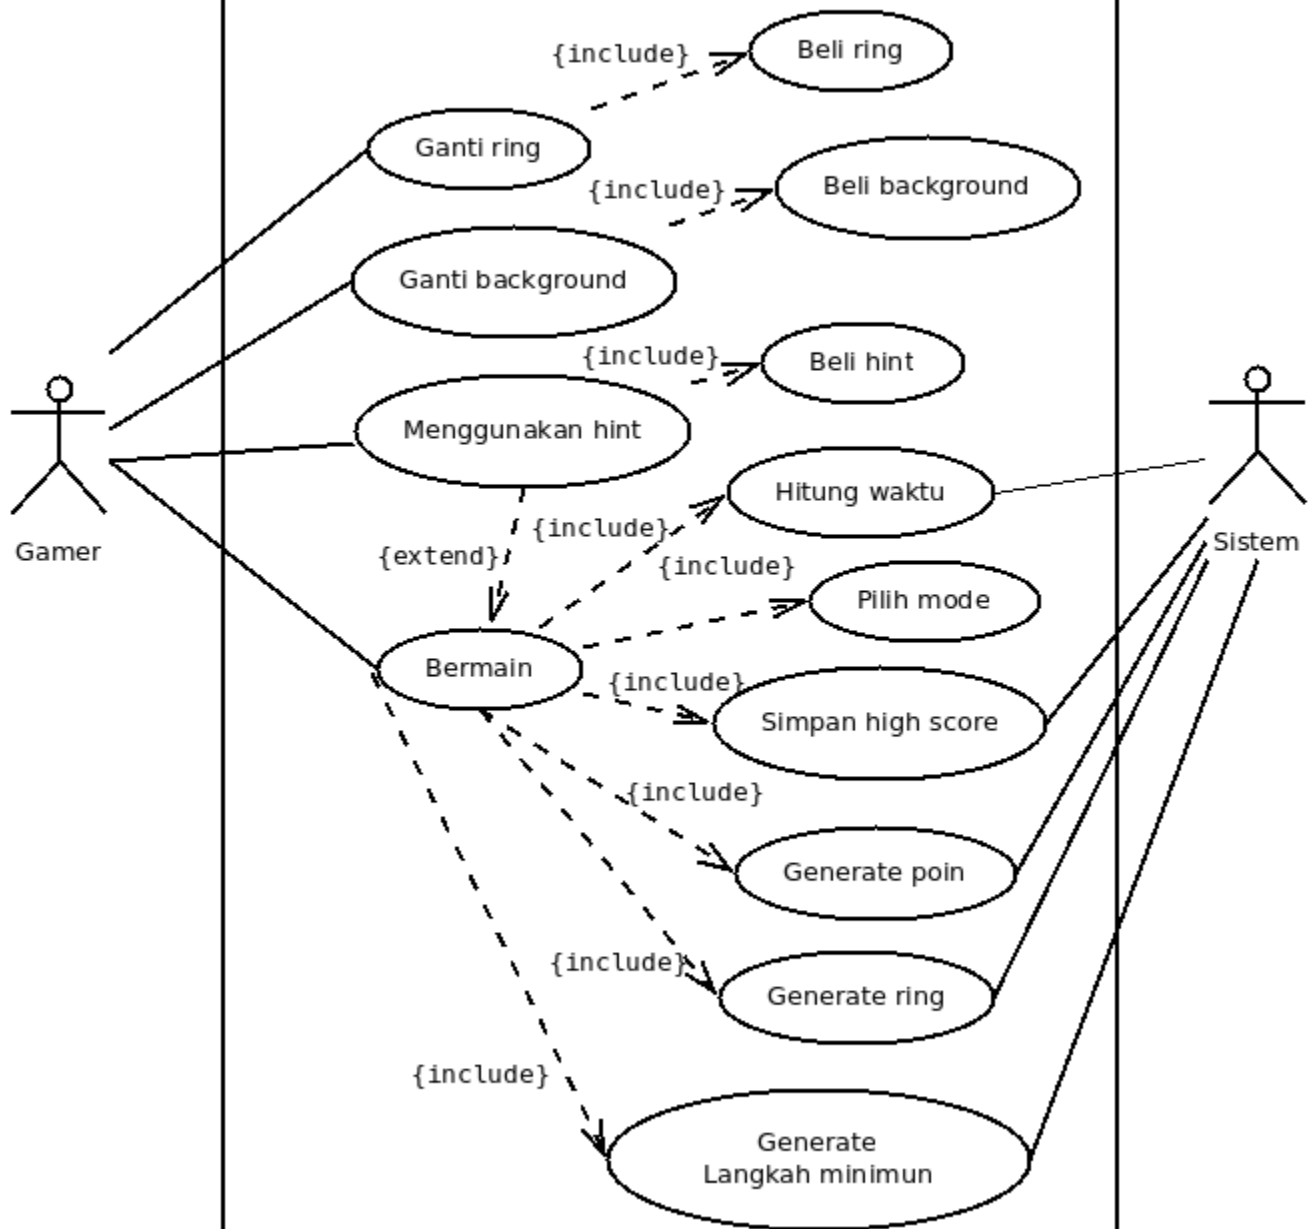 {include}
Beli ring
Ganti ring
{include}
Beli background
Ganti background
{include}
Beli hint
Menggunakan hint
Hitung waktu
{include}
{extend}
{include}
Gamer
Sistem
Pilih mode
Bermain
{include}
Simpan high score
{include}
Generate poin
{include}
Generate ring
{include}
Generate
Langkah minimun